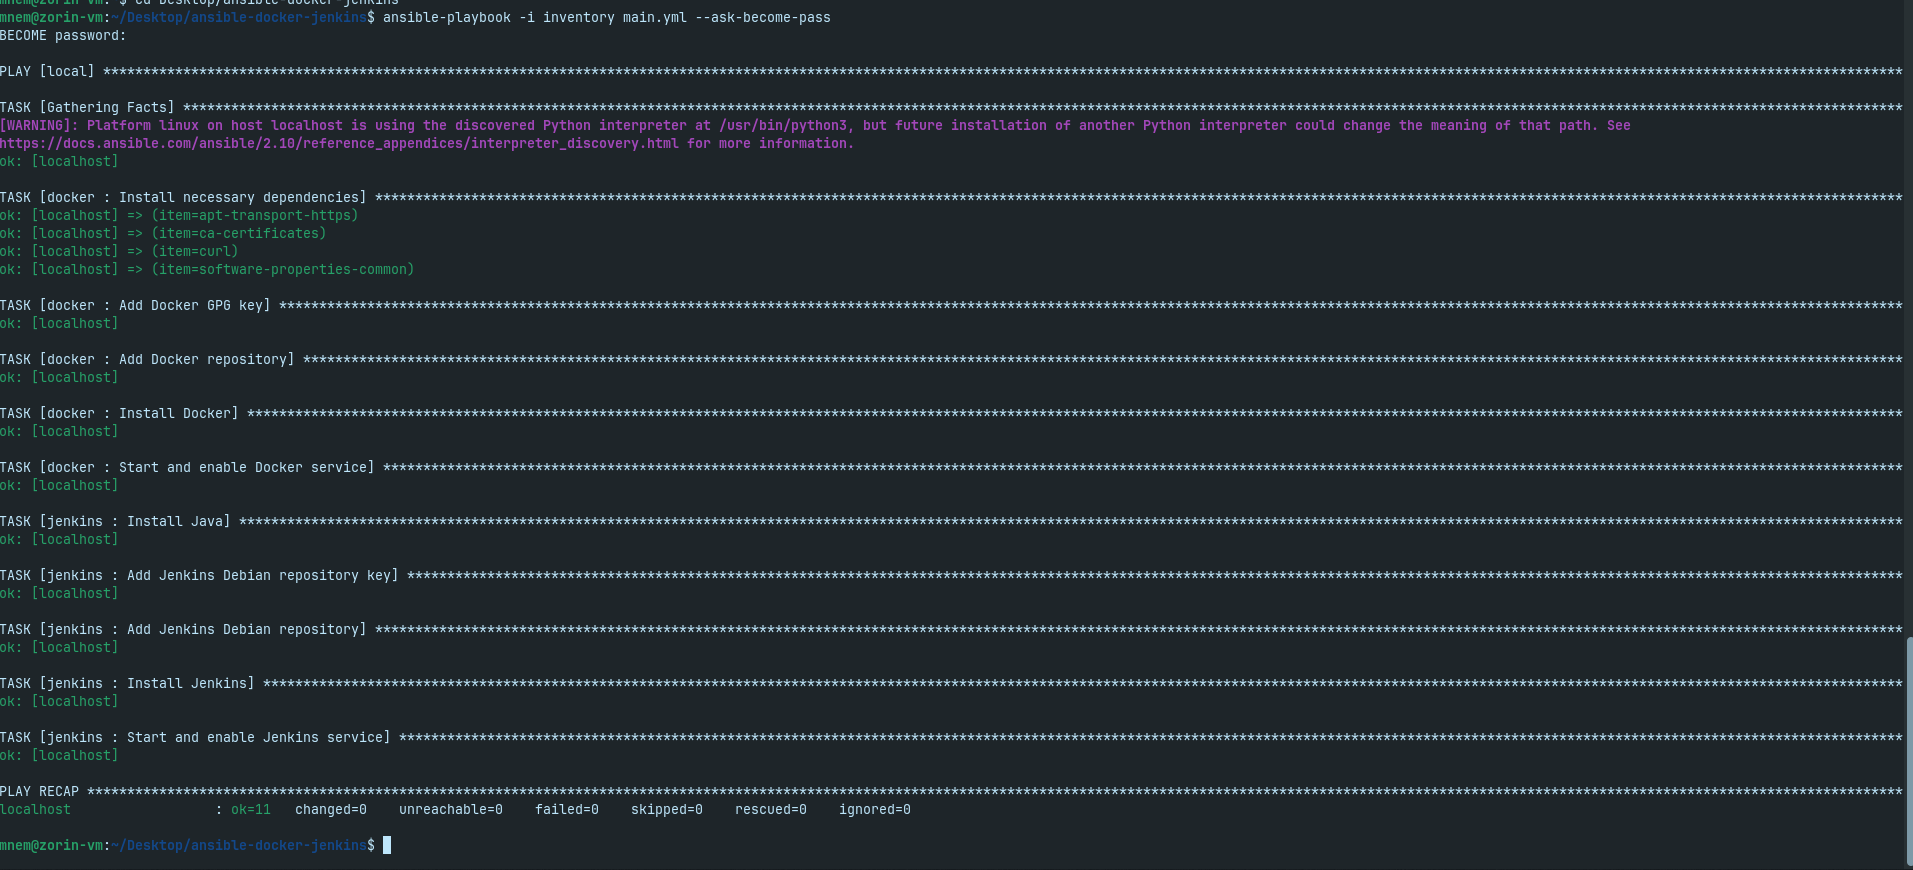 mnem@zorin-vm:~$ cd Desktop/ansible-docker-jenkins
mnem@zorin-vm:~/Desktop/ansible-docker-jenkins$ ansible-playbook -i inventory main.yml --ask-become-pass
BECOME password:
PLAY [local] ****************************************************************************************************************************************************************************************************************************
TASK [Gathering Facts] ******************************************************************************************************************************************************************************************************************
[WARNING]: Platform linux on host localhost is using the discovered Python interpreter at /usr/bin/python3, but future installation of another Python interpreter could change the meaning of that path. See
https://docs.ansible.com/ansible/2.10/reference_appendices/interpreter_discovery.html for more information.
ok: [localhost]
TASK [docker : Install necessary dependencies] ******************************************************************************************************************************************************************************************
ok: [localhost] => (item=apt-transport-https)
ok: [localhost] => (item=ca-certificates)
ok: [localhost] => (item=curl)
ok: [localhost] => (item=software-properties-common)
TASK [docker : Add Docker GPG key] ******************************************************************************************************************************************************************************************************
ok: [localhost]
TASK [docker : Add Docker repository] ***************************************************************************************************************************************************************************************************
ok: [localhost]
TASK [docker : Install Docker] **********************************************************************************************************************************************************************************************************
ok: [localhost]
TASK [docker : Start and enable Docker service] *****************************************************************************************************************************************************************************************
ok: [localhost]
TASK [jenkins : Install Java] ***********************************************************************************************************************************************************************************************************
ok: [localhost]
TASK [jenkins : Add Jenkins Debian repository key] **************************************************************************************************************************************************************************************
ok: [localhost]
TASK [jenkins : Add Jenkins Debian repository] ******************************************************************************************************************************************************************************************
ok: [localhost]
TASK [jenkins : Install Jenkins] ********************************************************************************************************************************************************************************************************
ok: [localhost]
TASK [jenkins : Start and enable Jenkins service] ***************************************************************************************************************************************************************************************
ok: [localhost]
PLAY RECAP ******************************************************************************************************************************************************************************************************************************
localhost                  : ok=11   changed=0    unreachable=0    failed=0    skipped=0    rescued=0    ignored=0
mnem@zorin-vm:~/Desktop/ansible-docker-jenkins$